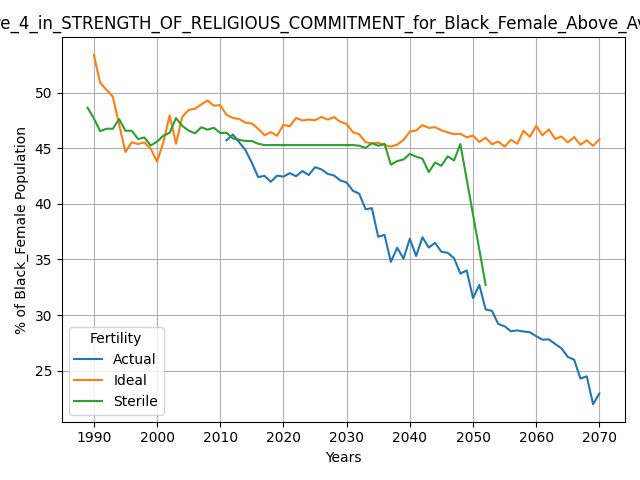 re_4_in_STRENGTH_OF_RELIGIOUS_COMMITMENT_for_Black_Female_Above_Av
% of Black_Female Population
50
45
40
35
30
25
Fertility
Actual
Ideal
Sterile
1990 2000 2010 2020 2030 2040 2050 2060 2070
Years